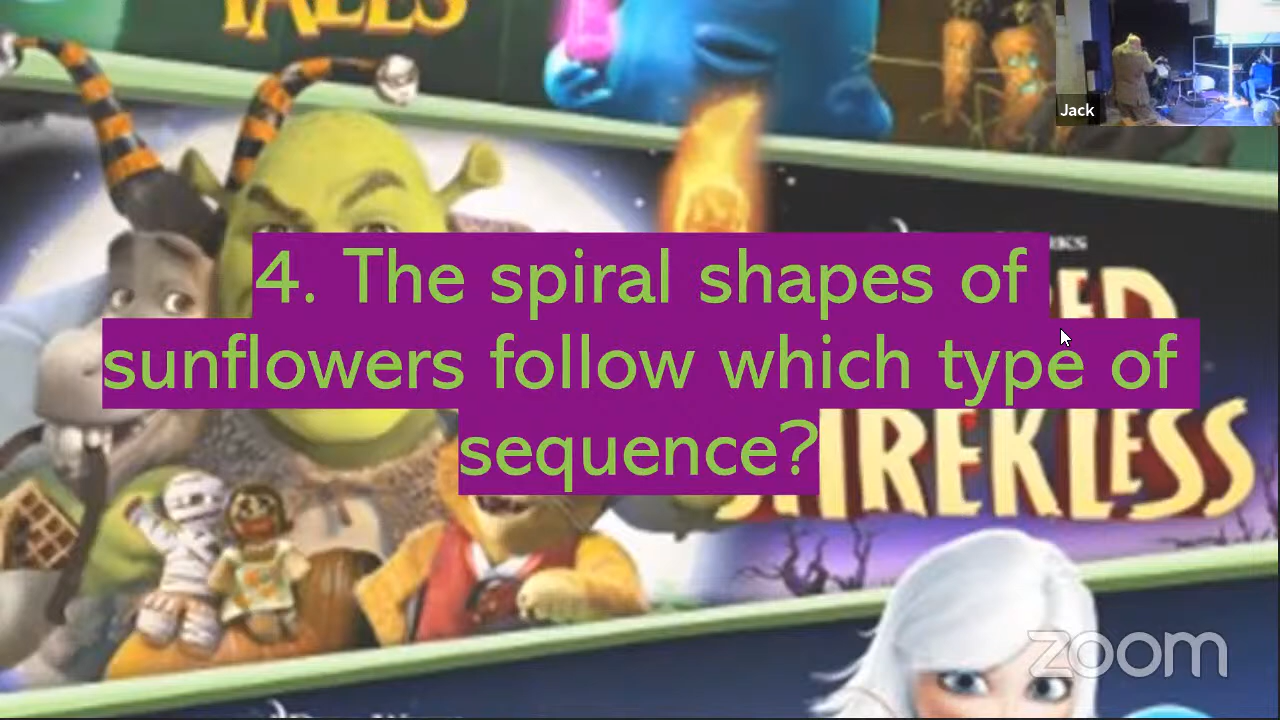 TALES
Jack
4. The spiral shapes of
sunflowers follow which type of
sequence?
zoom